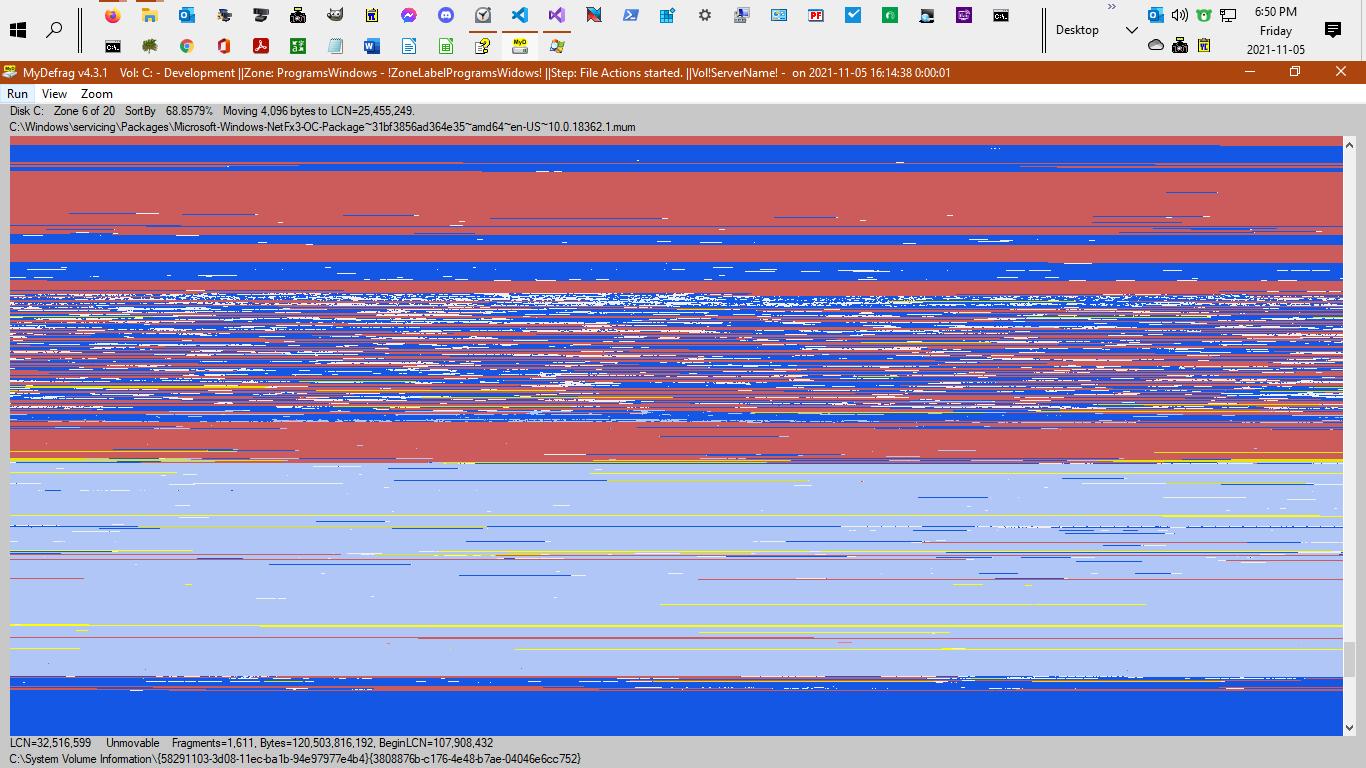 6:50 PM
Desktop
Friday
2021-11-05
MyDefrag v4.3.1 Vol: C: - Development ||Zone: ProgramsWindows - !ZoneLabelProgramsWidows! ||Step: File Actions started. ||Vol!ServerName! - on 2021-11-05 16:14:38 0:00:01
Run View Zoom
Disk C: Zone 6 of 20 SortBy 68.8579% Moving 4,096 bytes to LCN=25,455,249.
C:\Windows\servicing\Packages\Microsoft-Windows-NetFx3-OC-Package~31bf3856ad364e35~amd64~en-US~10.0.18362.1.mum
LCN=32,516,599 Unmovable Fragments=1,611, Bytes=120,503,816,192, BeginLCN=107,908,432
C:\System Volume Information\{58291103-3d08-11ec-ba1b-94e97977e4b4}{3808876b-c176-4e48-b7ae-04046e6cc752}